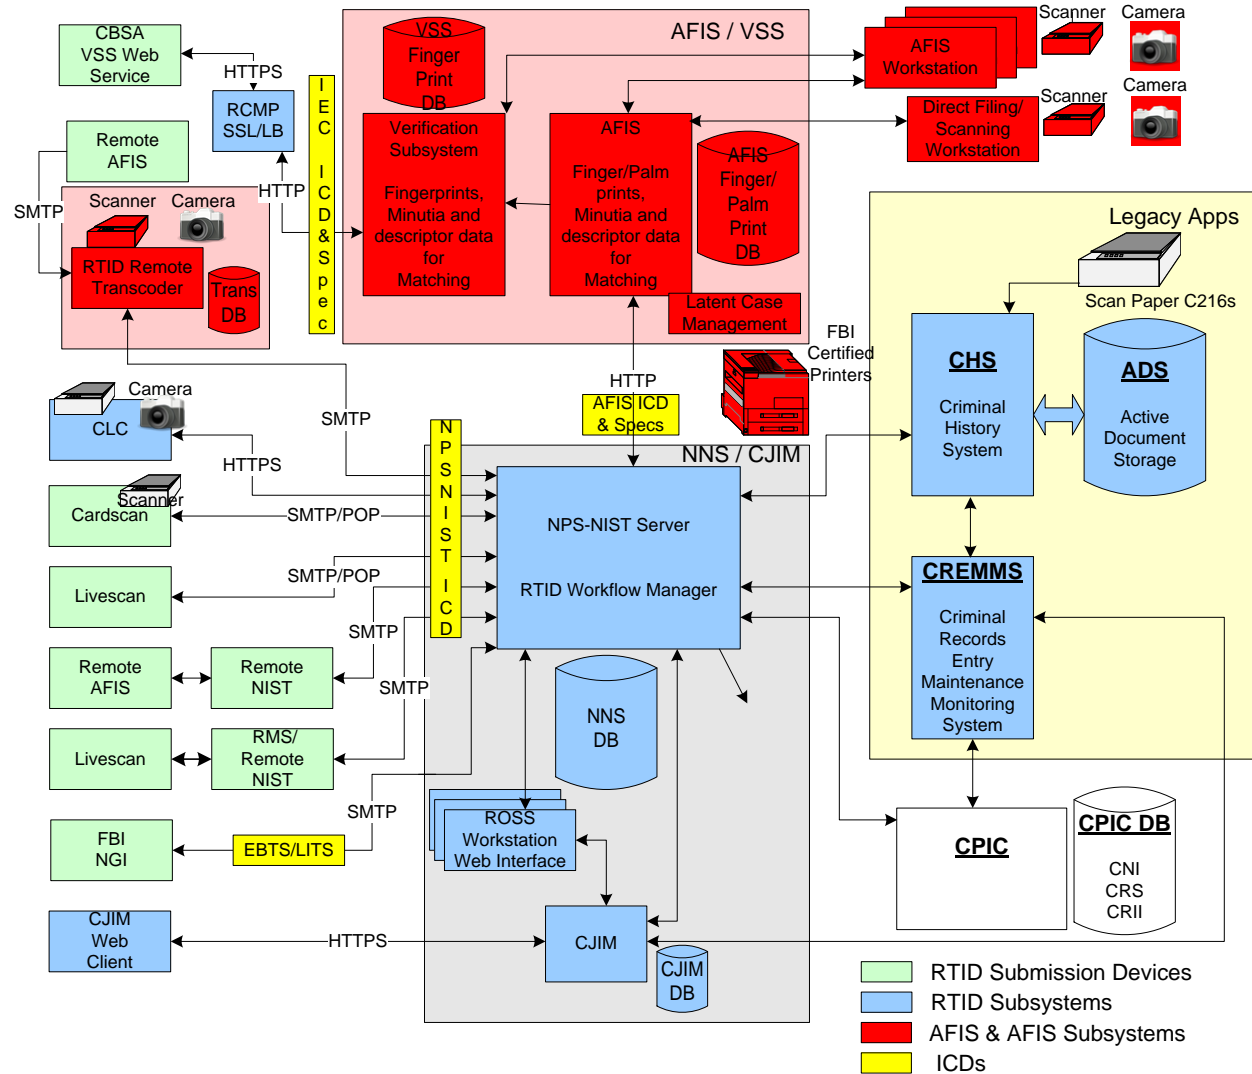 CBSA
VSS Web
Service
HTTPS
RCMP
SSL/LB
Remote
AFIS
SMTP
HTTP
Scanner
Camera
RTID Remote
Transcoder
Trans
DB
IEC ICD&Spec
AFIS / VSS
VSS
Finger
Print
DB
Verification
Subsystem
Fingerprints,
Minutia and
descriptor data
for
Matching
AFIS
Finger/Palm
prints,
Minutia and
descriptor data
for
Matching
AFIS
Finger/
Palm
Print
DB
Latent Case
Management
AFIS
Workstation
Scanner
Camera
Direct Filing/
Scanning
Workstation
Scanner
Camera
FBI
Certified
Printers
HTTP
AFIS ICD
& Specs
Legacy Apps
Scan Paper C216s
CHS
Criminal
History
System
ADS
Active
Document
Storage
CREMMS
Criminal
Records
Entry
Maintenance
Monitoring
System
CPIC
CPIC DB
CNI
CRS
CRII
Camera
CLC
SMTP
HTTPS
Scanner
Cardscan
SMTP/POP
Livescan
SMTP/POP
Remote
AFIS
Remote
NIST
SMTP
Livescan
RMS/
Remote
NIST
SMTP
FBI
NGI
EBTS/LITS
SMTP
CJIM
Web
Client
HTTPS
NPSNIST ICD
NNS / CJIM
NPS-NIST Server
RTID Workflow Manager
NNS
DB
ROSS
Workstation
Web Interface
CJIM
CJIM
DB
RTID Submission Devices
RTID Subsystems
AFIS & AFIS Subsystems
ICDs